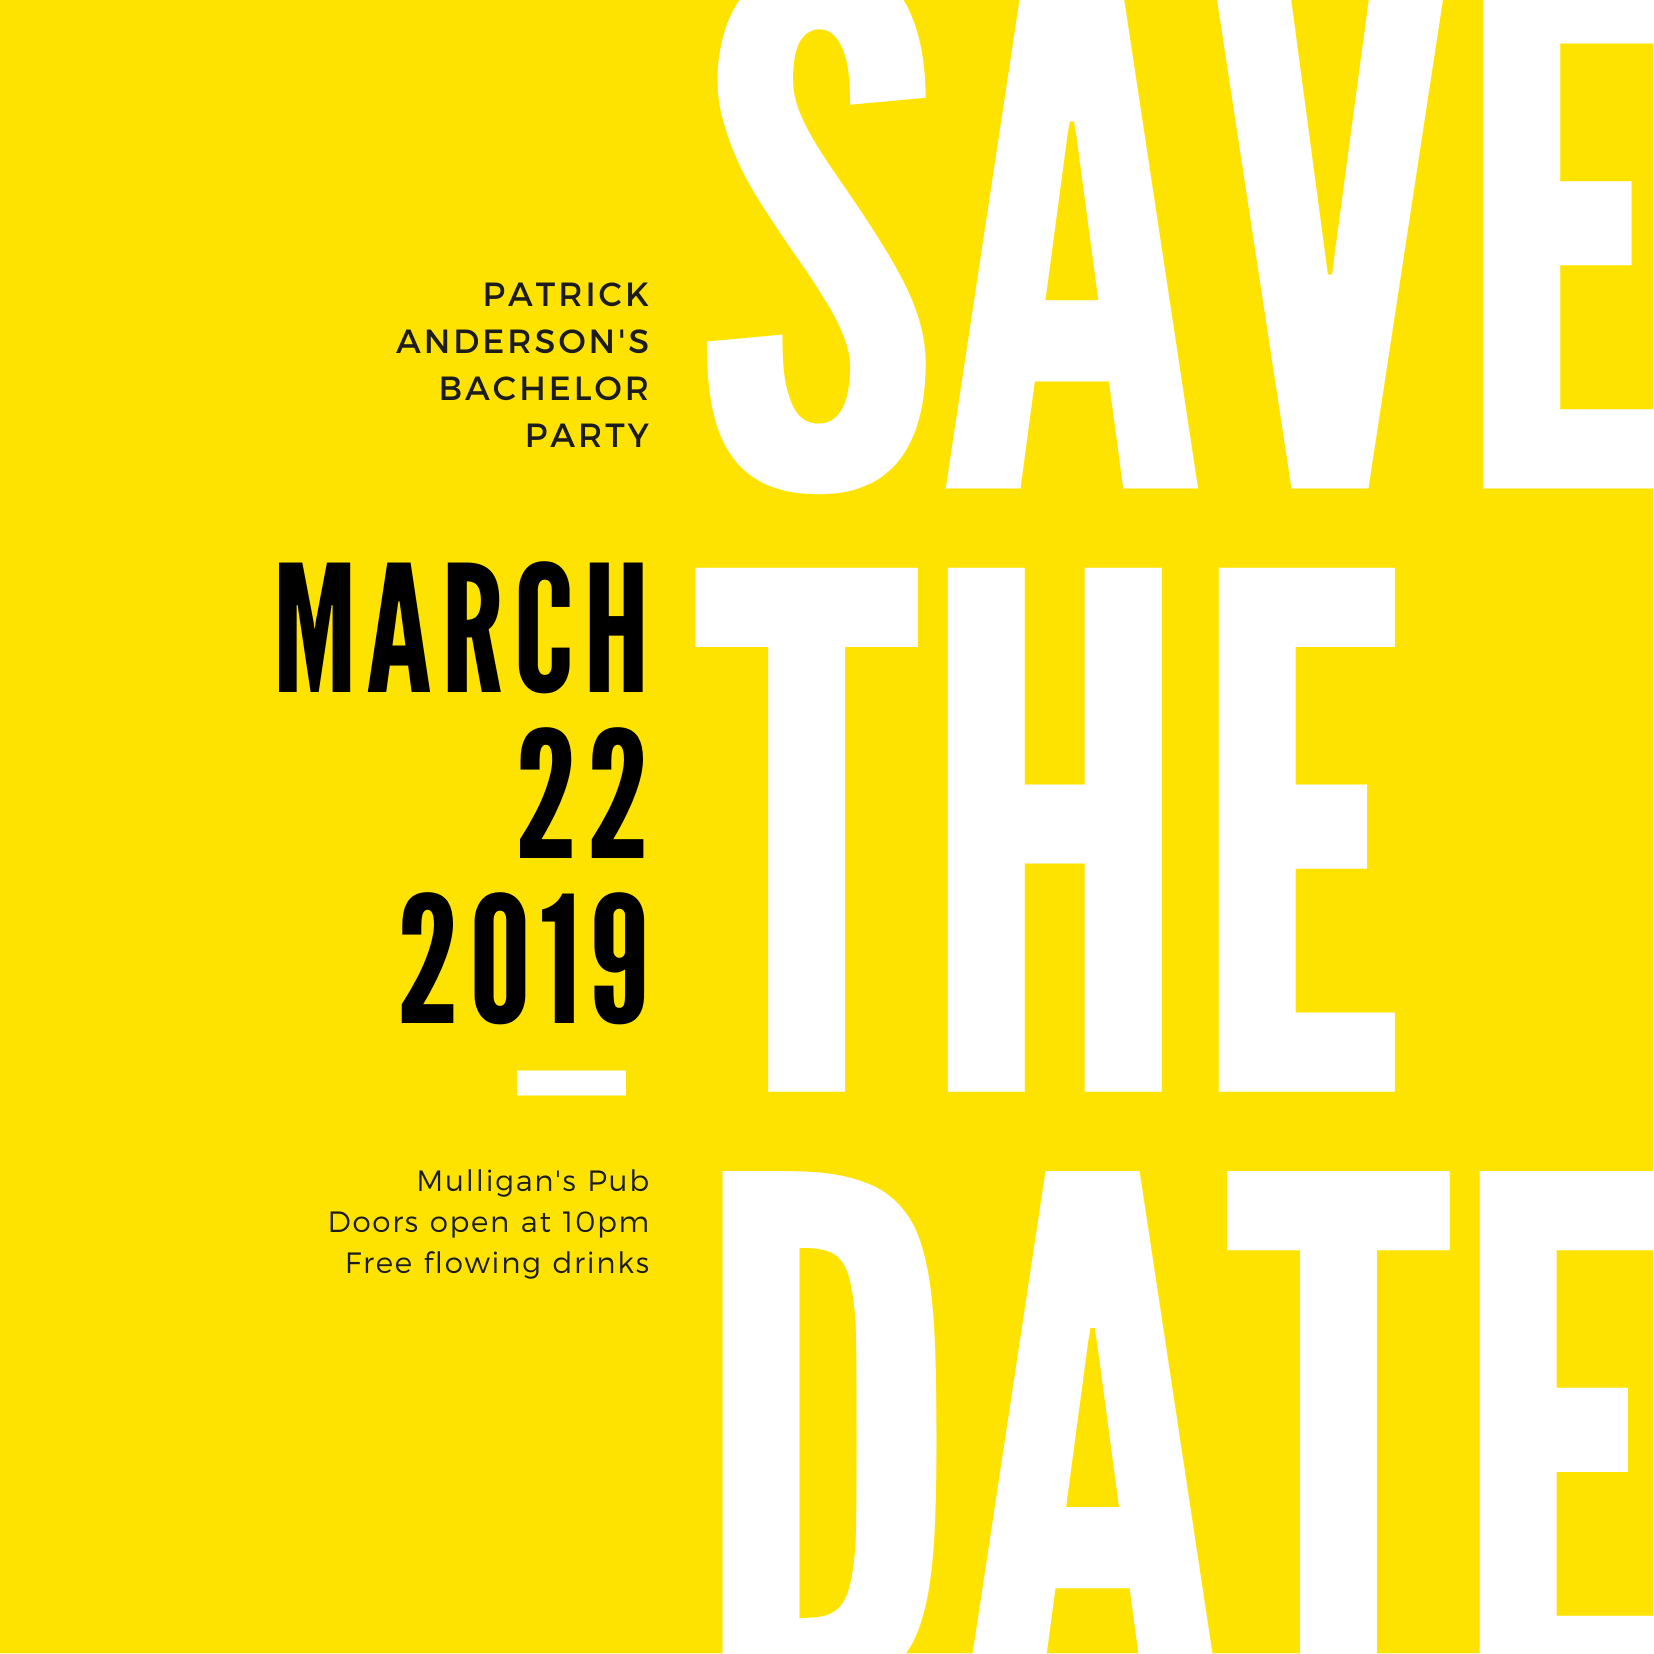 SAVE
THE
DATE
PATRICK
ANDERSON'S
BACHELOR
PARTY
MARCH
22
2019
Mulligan's Pub
Doors open at 10pm
Free flowing drinks